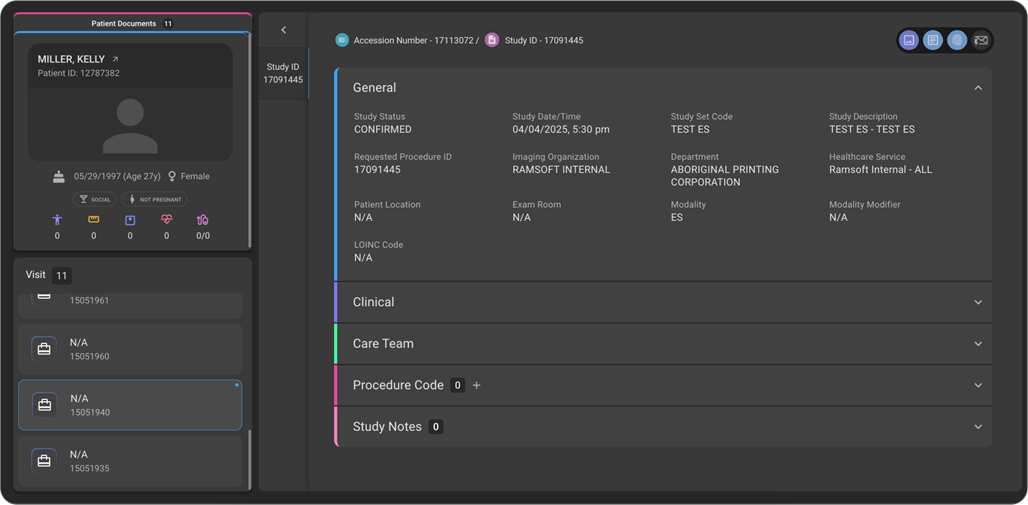 Patient Documents 11
MILLER, KELLY
Patient ID: 12787382
05/29/1997 (Age 27y) Female
SOCIAL NOT PREGNANT
0 0 0 0 0/0
Visit 11
15051961
N/A
15051960
N/A
15051940
N/A
15051935
Study ID
17091445
Accession Number - 17113072 / Study ID - 17091445
General
Study Status
CONFIRMED
Study Date/Time
04/04/2025, 5:30 pm
Study Set Code
TEST ES
Study Description
TEST ES - TEST ES
Requested Procedure ID
17091445
Imaging Organization
RAMSOFT INTERNAL
Department
ABORIGINAL PRINTING
CORPORATION
Healthcare Service
Ramsoft Internal - ALL
Patient Location
N/A
Exam Room
N/A
Modality
ES
Modality Modifier
N/A
LOINC Code
N/A
Clinical
Care Team
Procedure Code 0 +
Study Notes 0